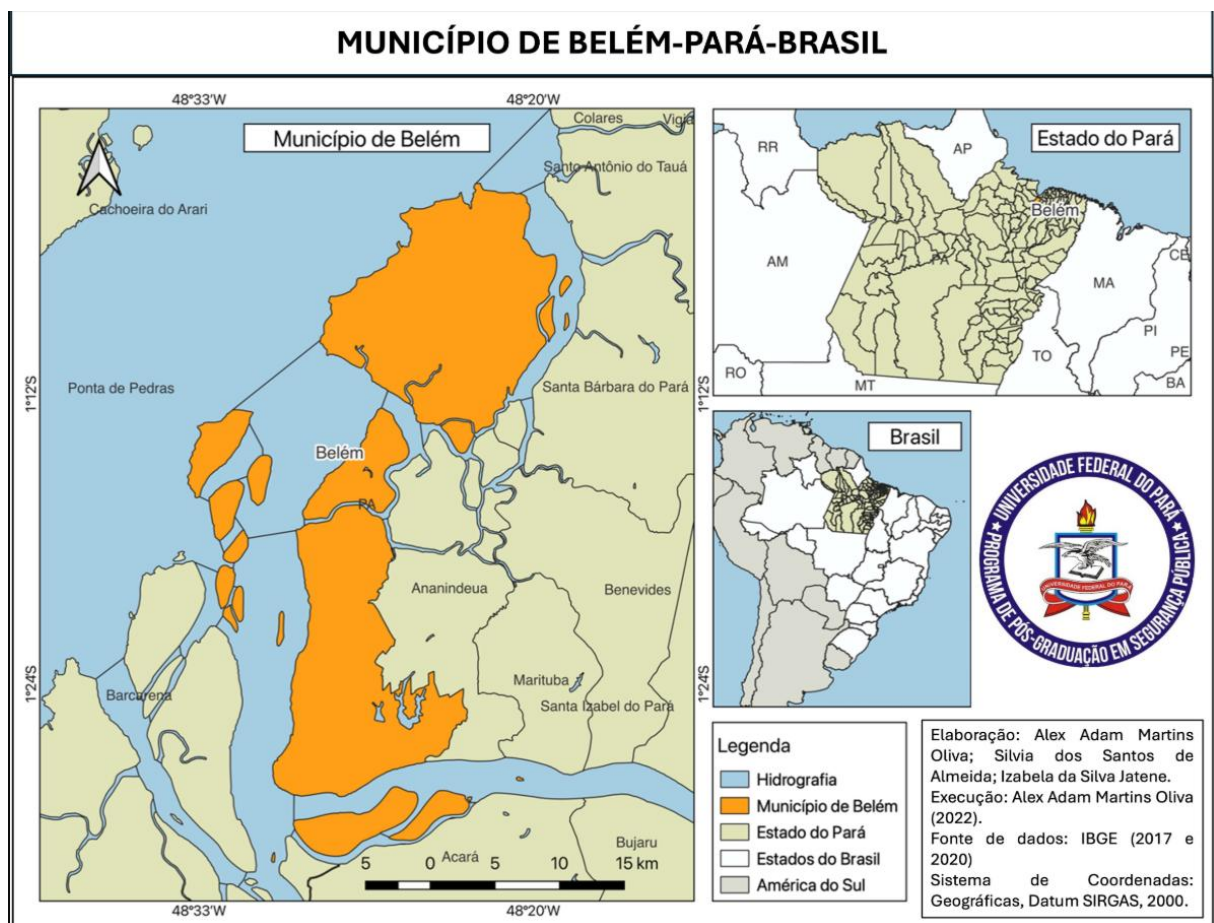 MUNICÍPIO DE BELÉM-PARÁ-BRASIL
48°33'W
48°20'W
Município de Belém
Colares
Vigia
Santo Antônio do Tauá
Cachoeira do Arari
Ponta de Pedras
1°12'S
1°12'S
Santa Bárbara do Pará
Belém
PA
Ananindeua
Benevides
Marituba
Santa Izabel do Pará
Barcarena
1°24'S
1°24'S
Bujaru
Acará
5 0 5 10 15 km
48°33'W
48°20'W
Estado do Pará
RR
AP
Belém
AM
PA
MA
CE
PI
PE
BA
TO
RO
MT
Brasil
UNIVERSIDADE FEDERAL DO PARÁ
PROGRAMA DE PÓS-GRADUAÇÃO EM SEGURANÇA PÚBLICA
UNIVERSIDADE FEDERAL DO PARÁ
Legenda
Hidrografia
Município de Belém
Estado do Pará
Estados do Brasil
América do Sul
Elaboração: Alex Adam Martins
Oliva; Silvia dos Santos de
Almeida; Izabela da Silva Jatene.
Execução: Alex Adam Martins Oliva
(2022).
Fonte de dados: IBGE (2017 e
2020)
Sistema de Coordenadas:
Geográficas, Datum SIRGAS, 2000.